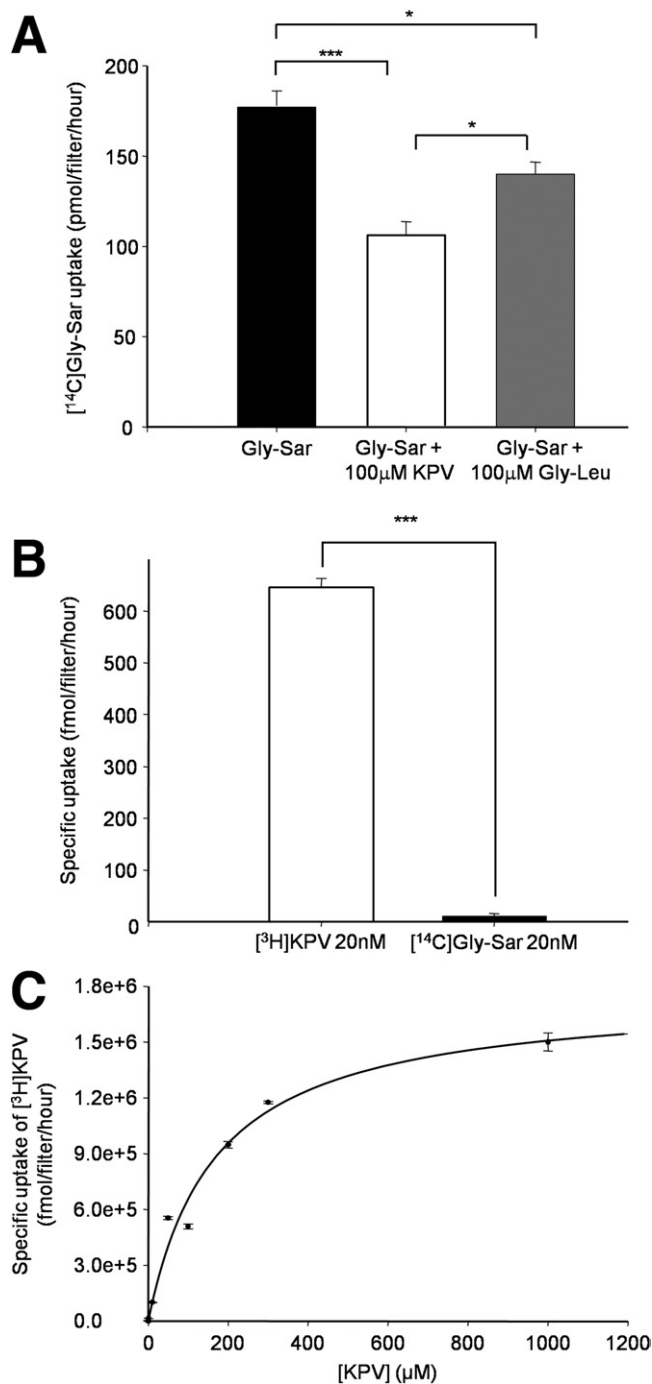 A
[¹⁴C]Gly-Sar uptake (pmol/filter/hour)
200
150
100
50
0
*
***
*
Gly-Sar
Gly-Sar +
100μM KPV
Gly-Sar +
100μM Gly-Leu
B
Specific uptake (fmol/filter/hour)
600
500
400
300
200
100
0
***
[³H]KPV 20nM
[¹⁴C]Gly-Sar 20nM
C
Specific uptake of [³H]KPV
(fmol/filter/hour)
1.8e+6
1.5e+6
1.2e+6
9.0e+5
6.0e+5
3.0e+5
0.0
0
200
400
600
800
1000
1200
[KPV] (μM)